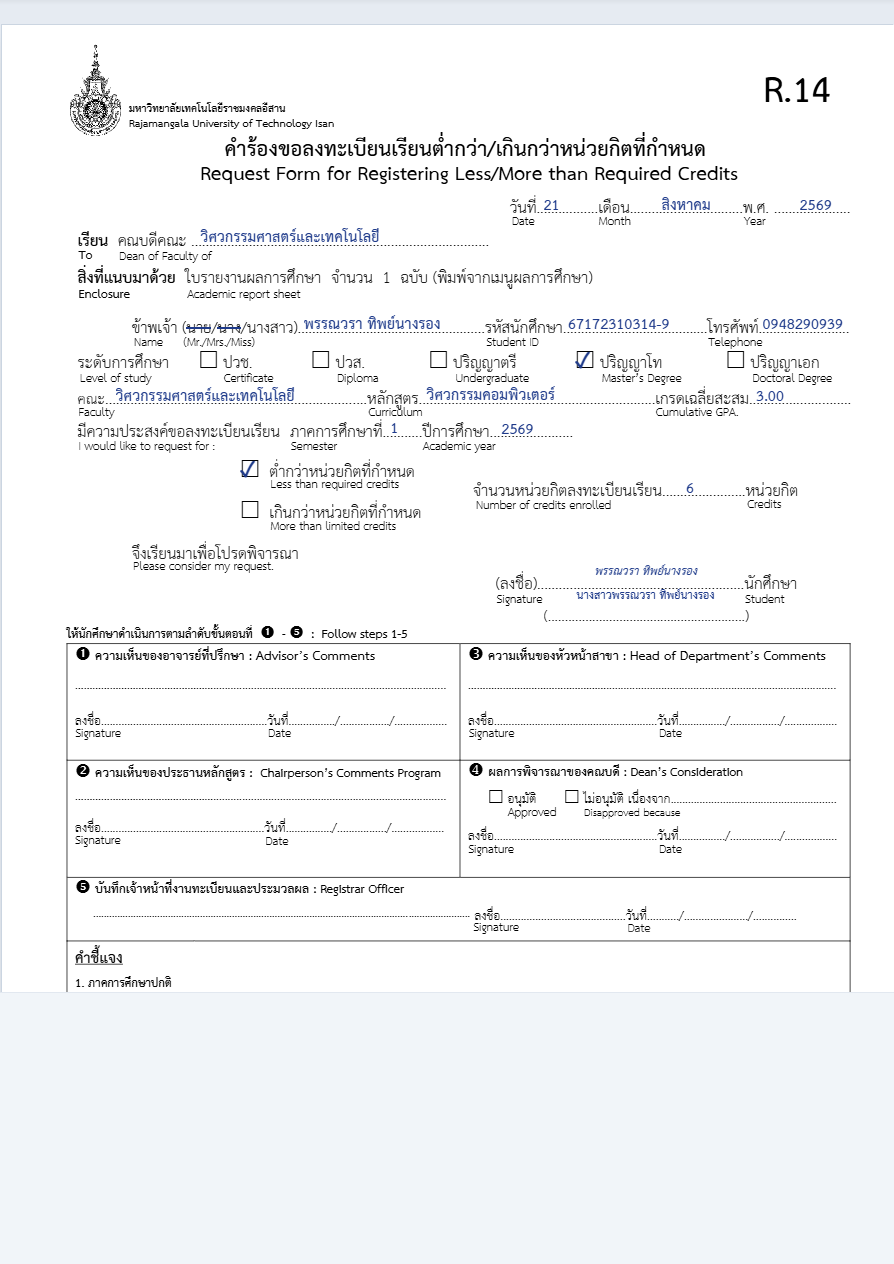 R.14
มหาวิทยาลัยเทคโนโลยีราชมงคลอีสาน
Rajamangala University of Technology Isan
คำร้องขอลงทะเบียนเรียนต่ำกว่า/เกินกว่าหน่วยกิตที่กำหนด
Request Form for Registering Less/More than Required Credits
วันที่ 21 เดือน สิงหาคม พ.ศ. 2569
Date Month Year
เรียน คณบดีคณะ วิศวกรรมศาสตร์และเทคโนโลยี
To Dean of Faculty of
สิ่งที่แนบมาด้วย ใบรายงานผลการศึกษา จำนวน 1 ฉบับ (พิมพ์จากเมนูผลการศึกษา)
Enclosure Academic report sheet
ข้าพเจ้า (นาย/นาง/นางสาว) พรรณวรา ทิพย์นางรอง รหัสนักศึกษา 67172310314-9 โทรศัพท์ 0948290939
Name (Mr./Mrs./Miss) Student ID Telephone
ระดับการศึกษา ปวช. ปวส. ปริญญาตรี ปริญญาโท ปริญญาเอก
Level of study Certificate Diploma Undergraduate Master's Degree Doctoral Degree
คณะ วิศวกรรมศาสตร์และเทคโนโลยี หลักสูตร วิศวกรรมคอมพิวเตอร์ เกรดเฉลี่ยสะสม 3.00
Faculty Curriculum Cumulative GPA.
มีความประสงค์ขอลงทะเบียนเรียน ภาคการศึกษาที่ 1 ปีการศึกษา 2569
I would like to request for : Semester Academic year
ต่ำกว่าหน่วยกิตที่กำหนด
Less than required credits
จำนวนหน่วยกิตลงทะเบียนเรียน 6 หน่วยกิต
Number of credits enrolled Credits
เกินกว่าหน่วยกิตที่กำหนด
More than limited credits
จึงเรียนมาเพื่อโปรดพิจารณา
Please consider my request.
พรรณวรา ทิพย์นางรอง
(ลงชื่อ) นักศึกษา
Signature นางสาวพรรณวรา ทิพย์นางรอง Student
(..........)
ให้นักศึกษาดำเนินการตามลำดับขั้นตอนที่ ❶ - ❺ : Follow steps 1-5
❶ ความเห็นของอาจารย์ที่ปรึกษา : Advisor's Comments
ลงชื่อ วันที่ / /
Signature Date
❸ ความเห็นของหัวหน้าสาขา : Head of Department's Comments
ลงชื่อ วันที่ / /
Signature Date
❷ ความเห็นของประธานหลักสูตร : Chairperson's Comments Program
ลงชื่อ วันที่ / /
Signature Date
❹ ผลการพิจารณาของคณบดี : Dean's Consideration
อนุมัติ ไม่อนุมัติ เนื่องจาก
Approved Disapproved because
ลงชื่อ วันที่ / /
Signature Date
❺ บันทึกเจ้าหน้าที่งานทะเบียนและประมวลผล : Registrar Officer
ลงชื่อ วันที่ / /
Signature Date
คำชี้แจง
1. ภาคการศึกษาปกติ